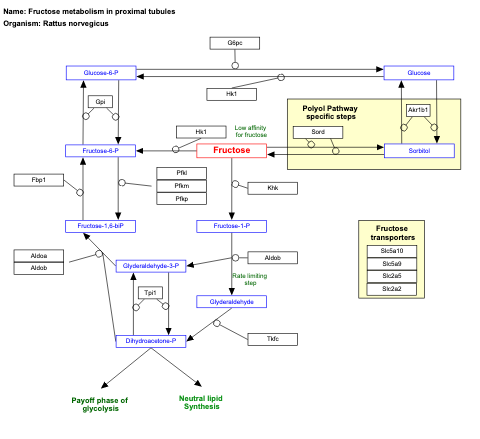 Name: Fructose metabolism in proximal tubules
Organism: Rattus norvegicus
G6pc
Glucose-6-P
Glucose
Hk1
Gpi
Polyol Pathway
specific steps
Akr1b1
Hk1
Low affinity
for fructose
Sord
Fructose-6-P
Fructose
Sorbitol
Fbp1
Pfkl
Pfkm
Pfkp
Khk
Fructose-1,6-biP
Fructose-1-P
Fructose
transporters
Slc5a10
Slc5a9
Slc2a5
Slc2a2
Aldoa
Aldob
Glyderaldehyde-3-P
Aldob
Rate limiting
step
Tpi1
Glyderaldehyde
Dihydroacetone-P
Tkfc
Payoff phase of
glycolysis
Neutral lipid
Synthesis